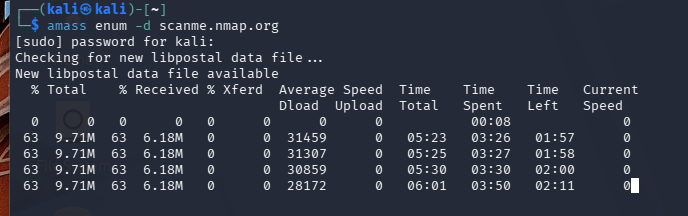 (kali㉿kali)-[~]
$ amass enum -d scanme.nmap.org
[sudo] password for kali:
Checking for new libpostal data file...
New libpostal data file available
% Total % Received % Xferd Average Speed Time Time Time Current
Dload Upload Total Spent Left Speed
0 0 0 0 0 0 0 0 00:08 0
63 9.71M 63 6.18M 0 0 31459 0 05:23 03:26 01:57 0
63 9.71M 63 6.18M 0 0 31307 0 05:25 03:27 01:58 0
63 9.71M 63 6.18M 0 0 30859 0 05:30 03:30 02:00 0
63 9.71M 63 6.18M 0 0 28172 0 06:01 03:50 02:11 0